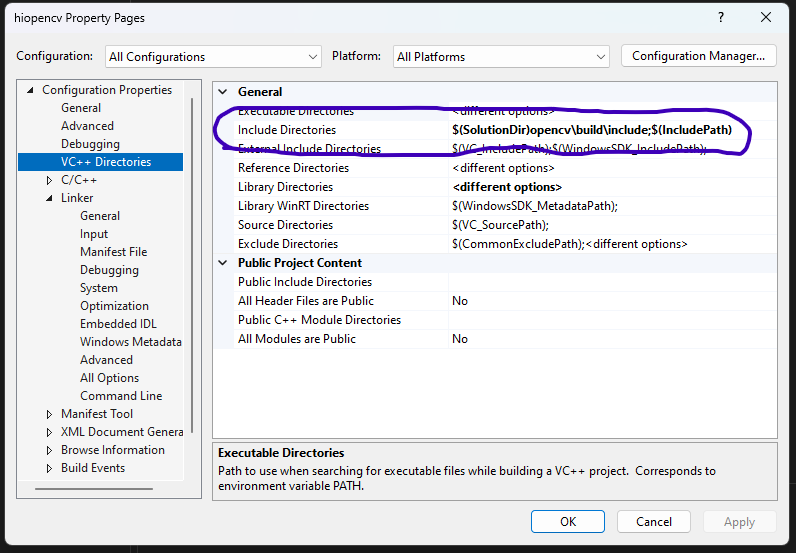 hiopencv Property Pages
?
Configuration: All Configurations Platform: All Platforms Configuration Manager...
Configuration Properties
General
Advanced
Debugging
VC++ Directories
C/C++
Linker
General
Input
Manifest File
Debugging
System
Optimization
Embedded IDL
Windows Metadata
Advanced
All Options
Command Line
Manifest Tool
XML Document Genera
Browse Information
Build Events
General
Executable Directories <different options>
Include Directories $(SolutionDir)opencv\build\include;$(IncludePath)
External Include Directories $(VC_IncludePath);$(WindowsSDK_IncludePath);
Reference Directories <different options>
Library Directories <different options>
Library WinRT Directories $(WindowsSDK_MetadataPath);
Source Directories $(VC_SourcePath);
Exclude Directories $(CommonExcludePath);<different options>
Public Project Content
Public Include Directories
All Header Files are Public No
Public C++ Module Directories
All Modules are Public No
Executable Directories
Path to use when searching for executable files while building a VC++ project. Corresponds to
environment variable PATH.
OK Cancel Apply